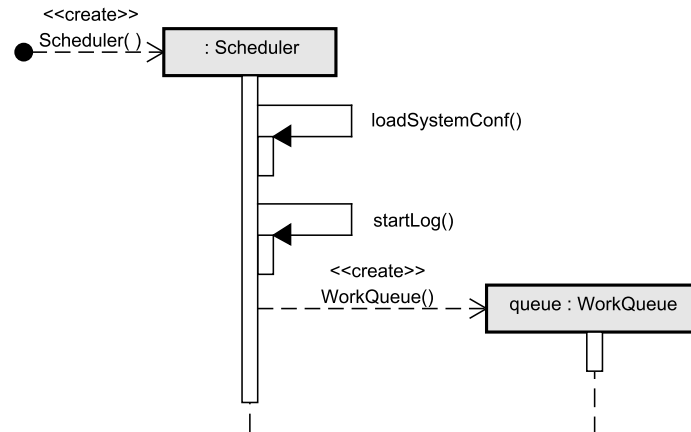 <<create>>
Scheduler( )
: Scheduler
loadSystemConf()
startLog()
<<create>>
WorkQueue()
queue : WorkQueue